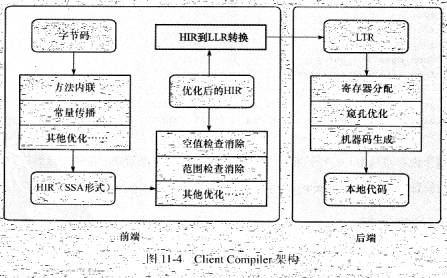 字节码
HIR到LLR转换
LTR
方法内联
常量传播
其他优化
优化后的HIR
寄存器分配
窥孔优化
机器码生成
空值检查消除
范围检查消除
其他优化
HIR（SSA形式）
本地代码
前端
后端
图 11-4 Client Compiler 架构